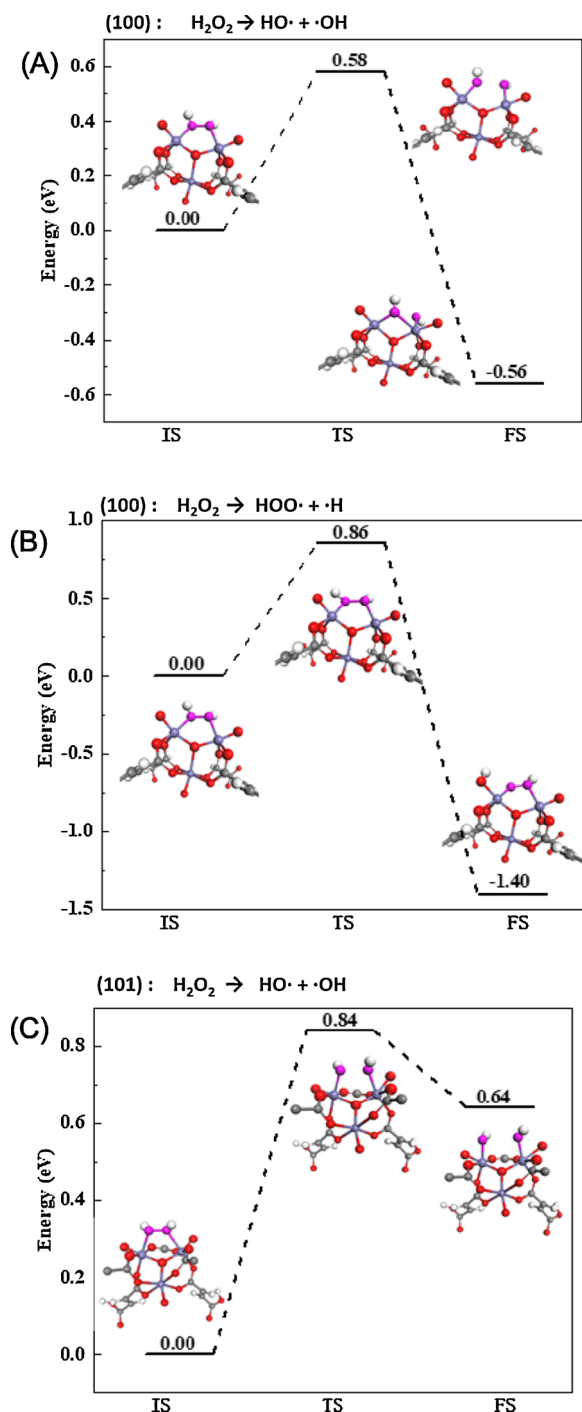 (100) : H₂O₂ → HO· + ·OH
(A)
0.6
0.4
0.2
0.0
-0.2
-0.4
-0.6
Energy (eV)
0.58
0.00
-0.56
IS TS FS
(100) : H₂O₂ → HOO· + ·H
(B)
1.0
0.5
0.0
-0.5
-1.0
-1.5
Energy (eV)
0.86
0.00
-1.40
IS TS FS
(101) : H₂O₂ → HO· + ·OH
(C)
0.8
0.6
0.4
0.2
0.0
Energy (eV)
0.84
0.64
0.00
IS TS FS